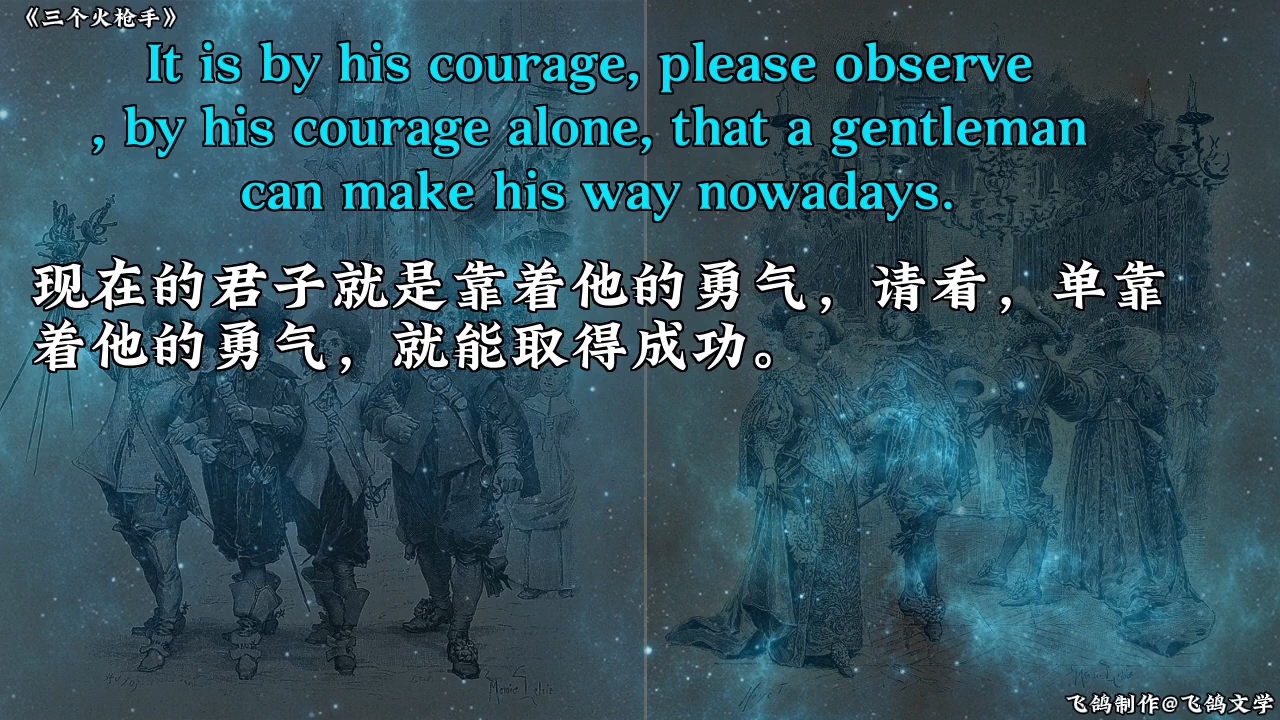 《三个火枪手》
It is by his courage, please observe
, by his courage alone, that a gentleman
can make his way nowadays.
现在的君子就是靠着他的勇气，请看，单靠
着他的勇气，就能取得成功。
飞鸽制作@飞鸽文学